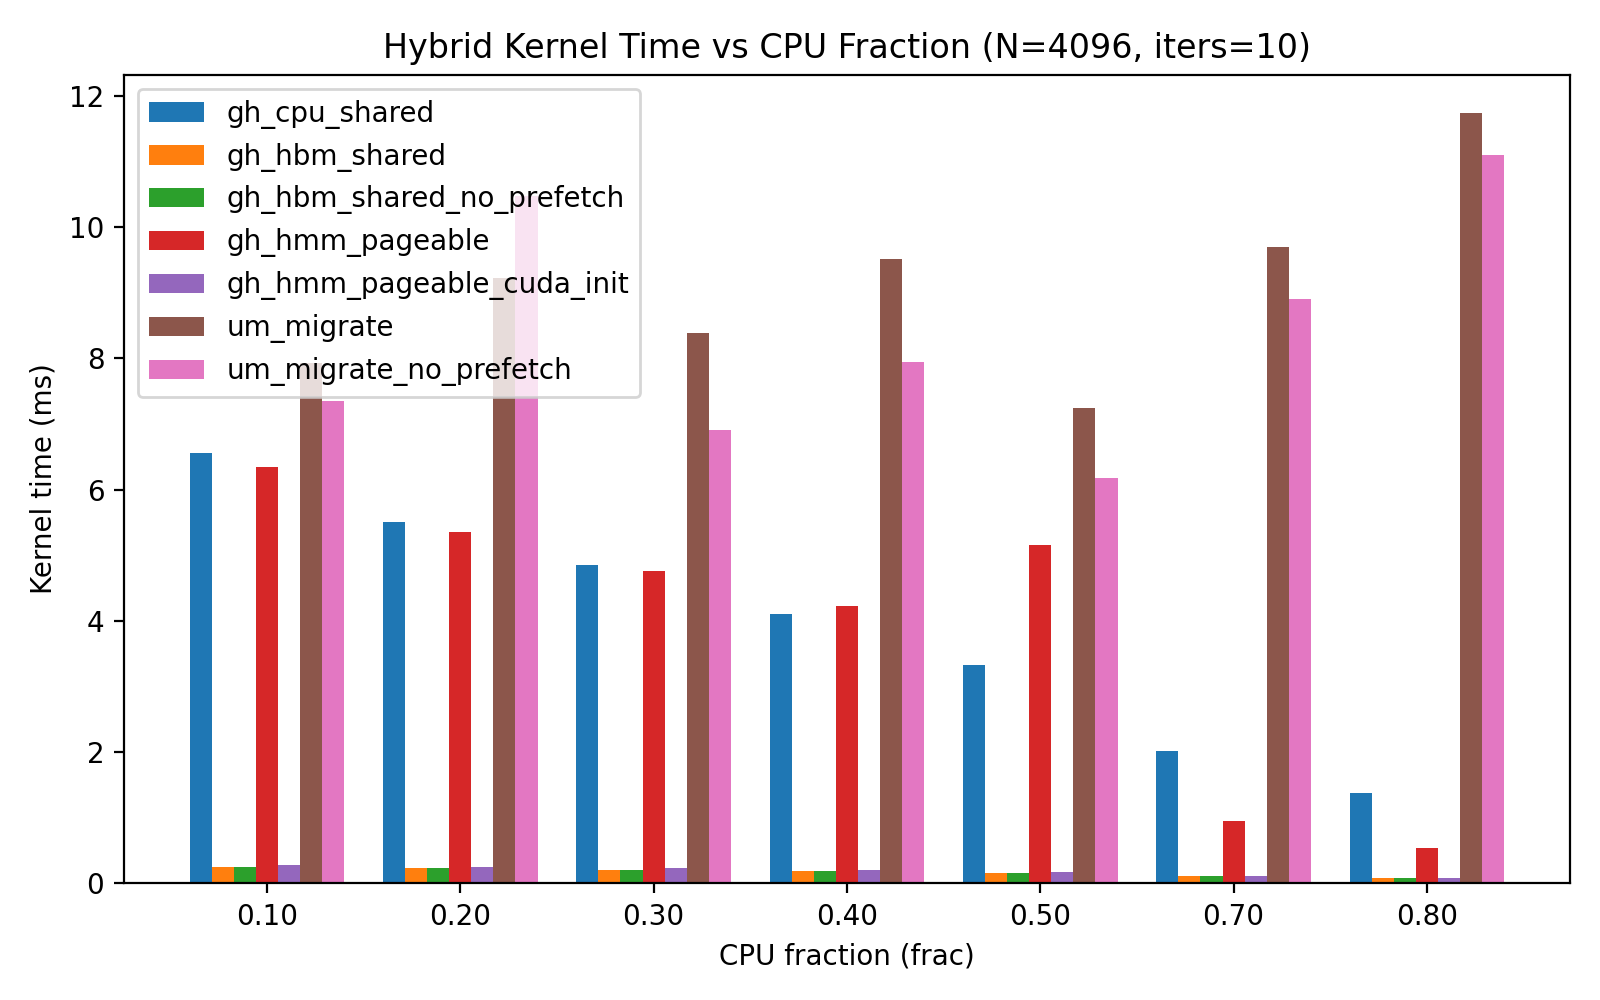 Hybrid Kernel Time vs CPU Fraction (N=4096, iters=10)
gh_cpu_shared
gh_hbm_shared
gh_hbm_shared_no_prefetch
gh_hmm_pageable
gh_hmm_pageable_cuda_init
um_migrate
um_migrate_no_prefetch
Kernel time (ms)
12
10
8
6
4
2
0
0.10 0.20 0.30 0.40 0.50 0.70 0.80
CPU fraction (frac)